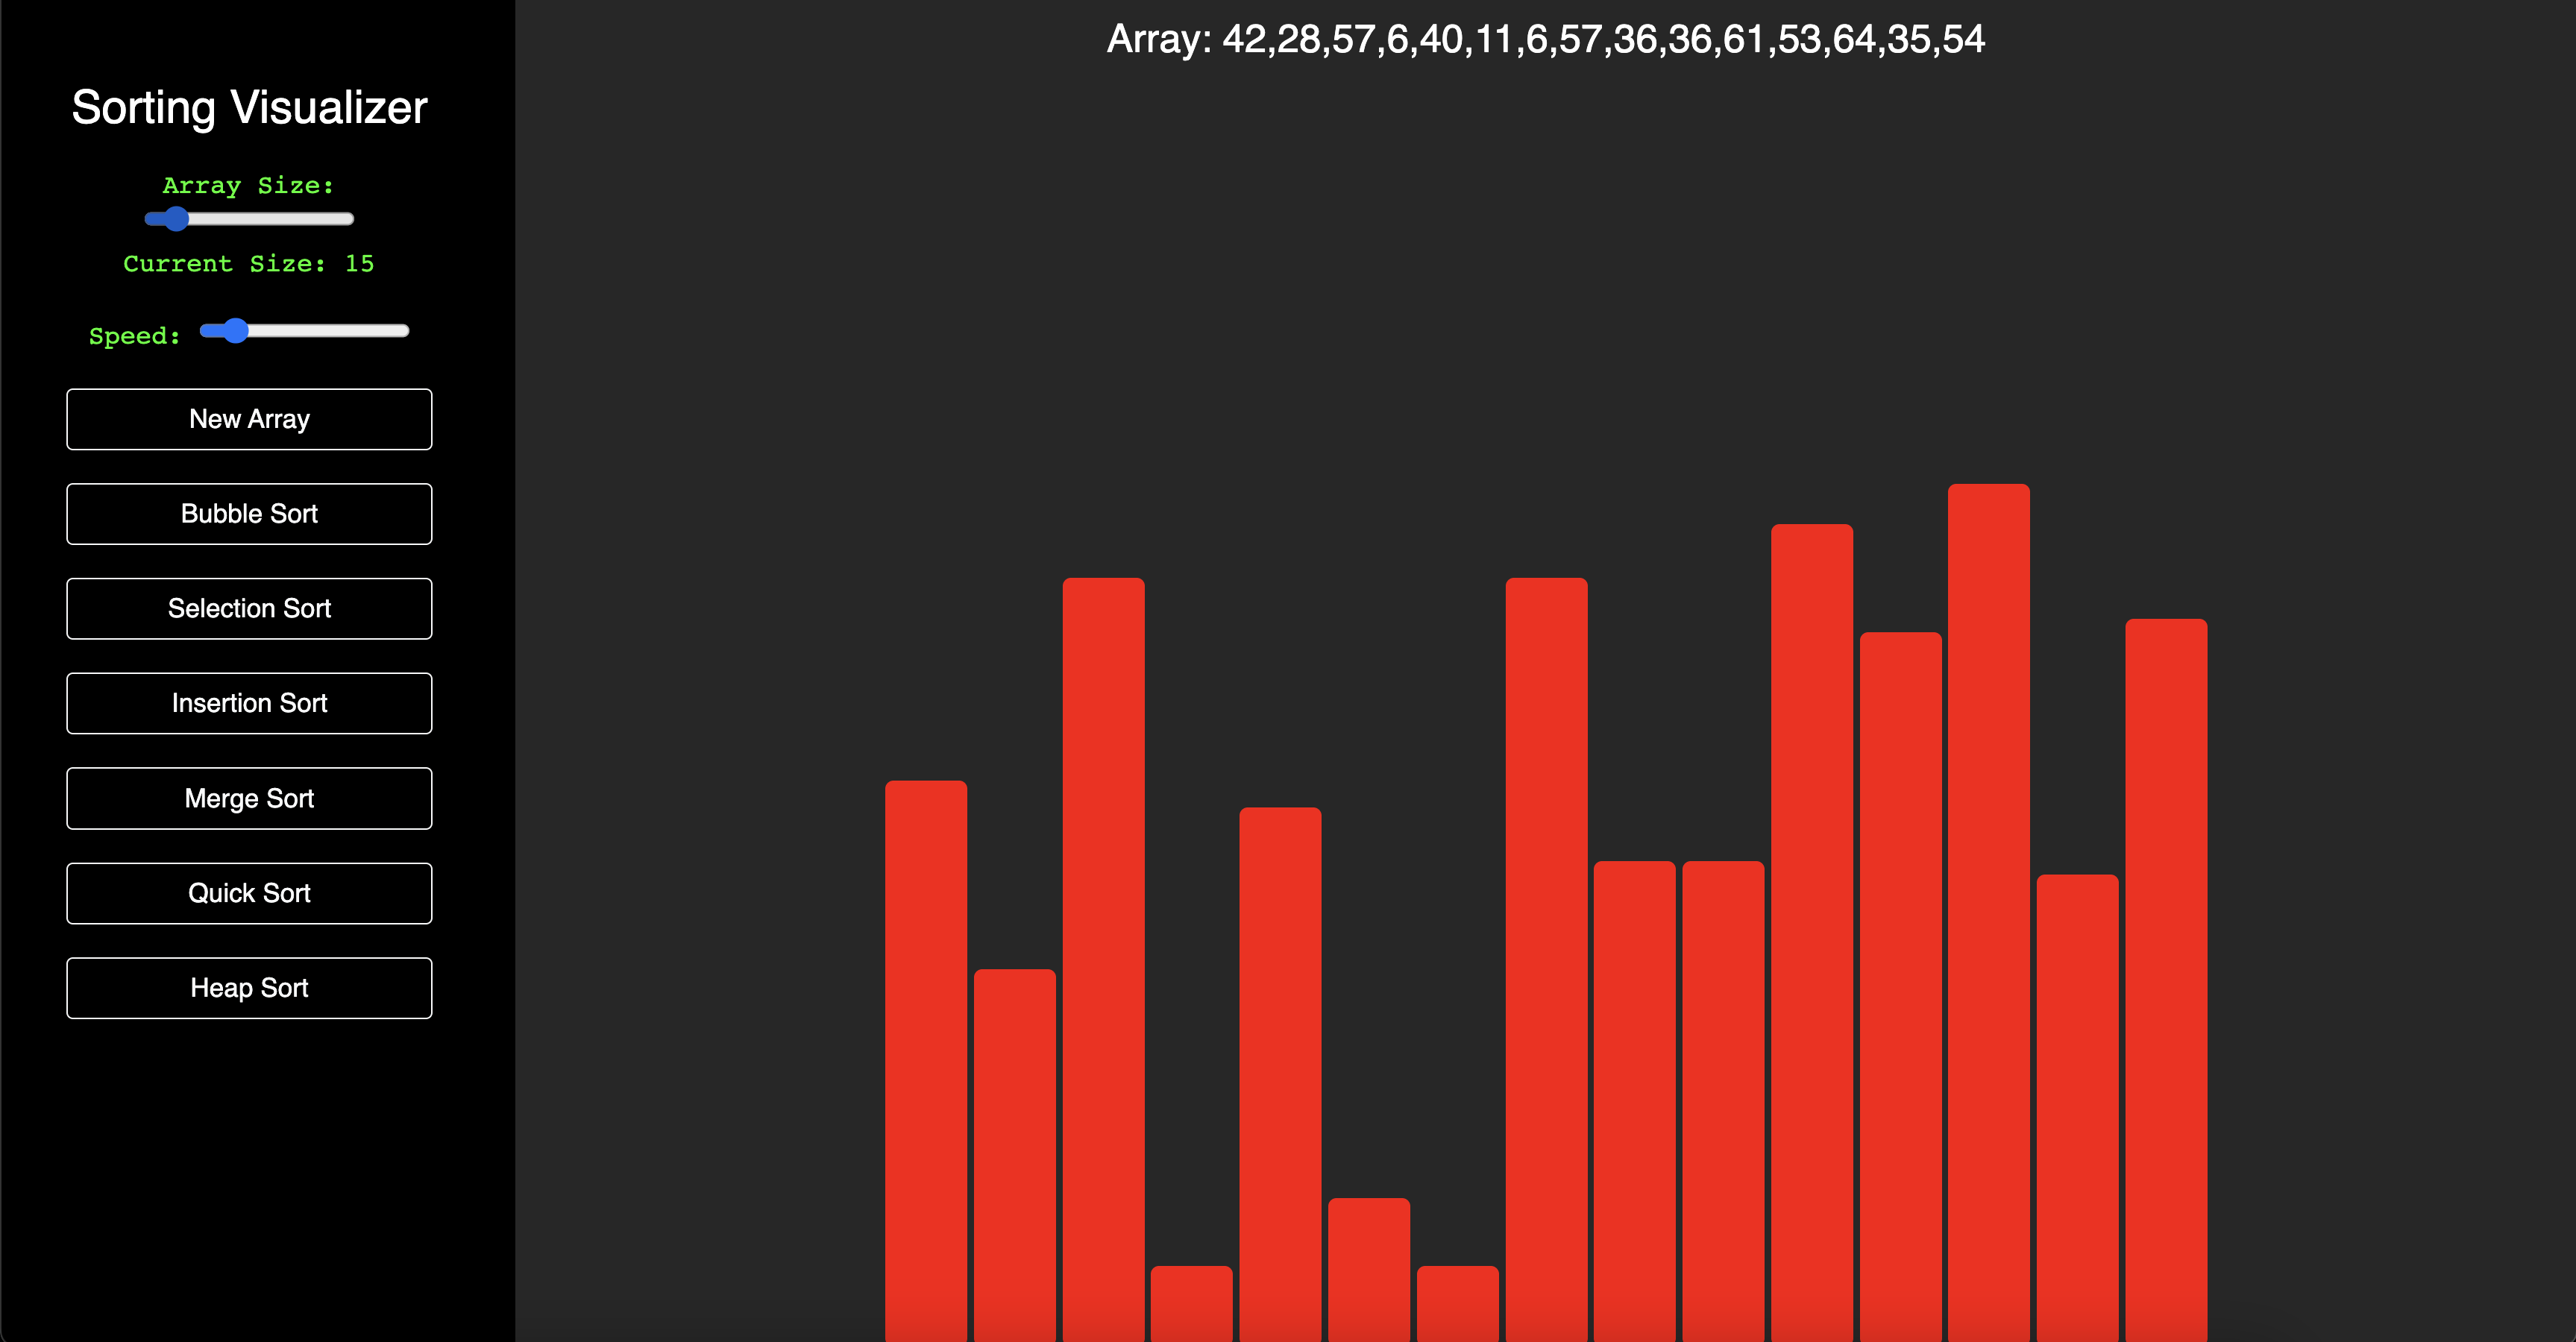 Sorting Visualizer
Array Size:
Current Size: 15
Speed:
New Array
Bubble Sort
Selection Sort
Insertion Sort
Merge Sort
Quick Sort
Heap Sort
Array: 42,28,57,6,40,11,6,57,36,36,61,53,64,35,54